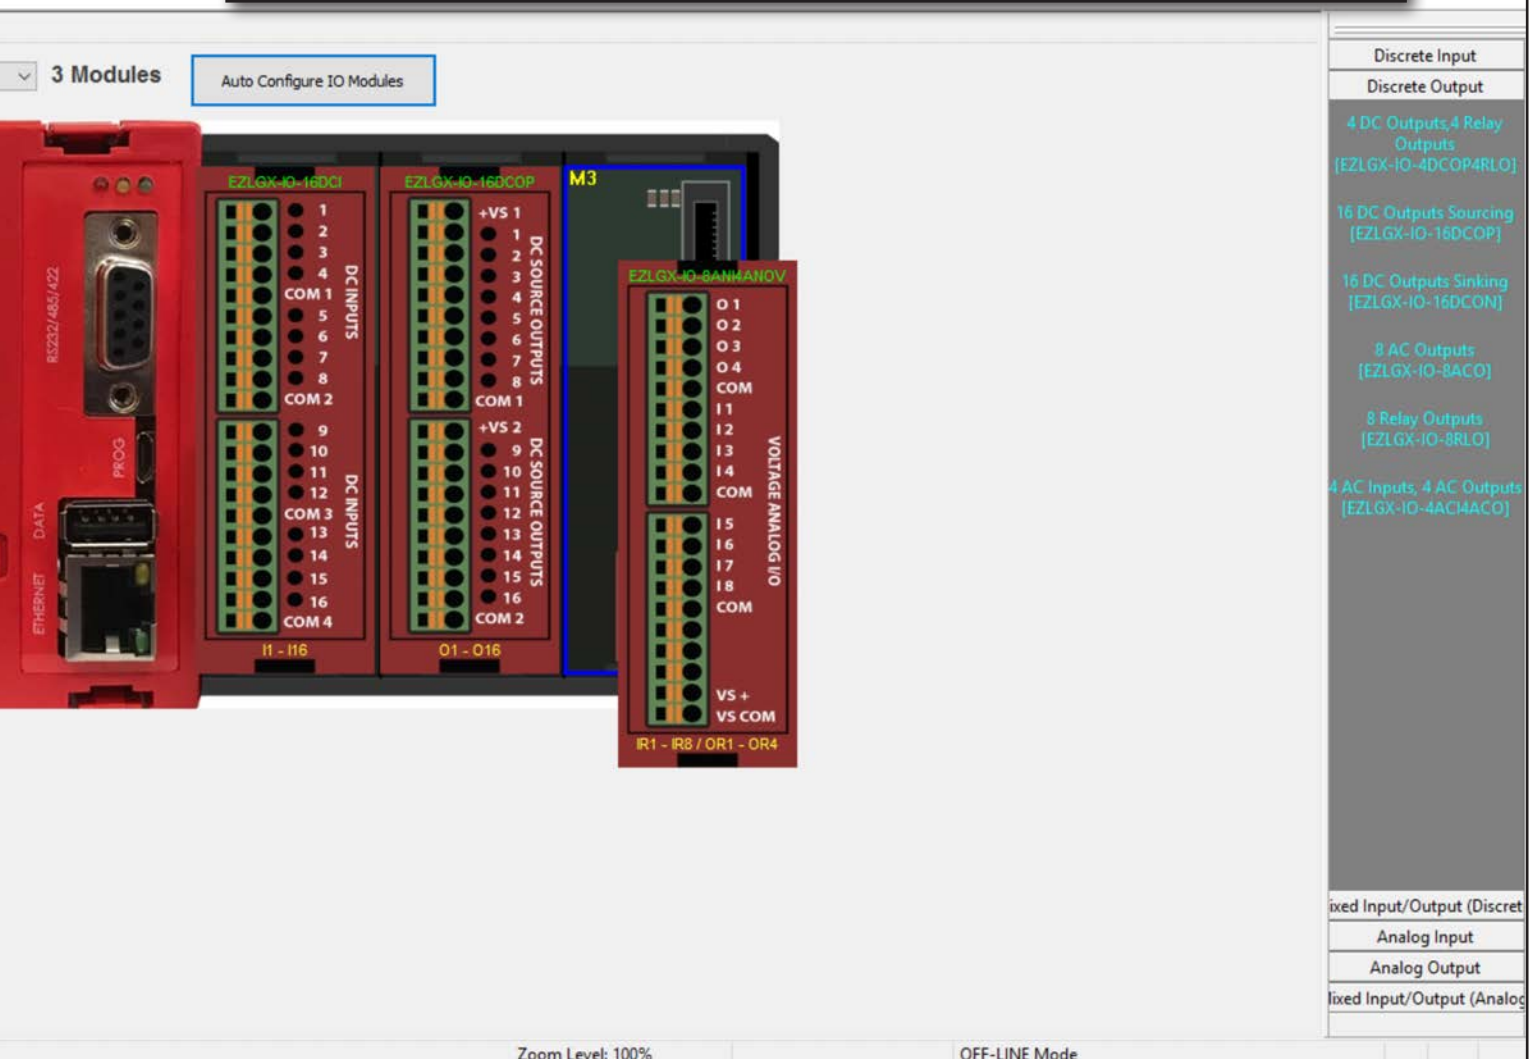 3 Modules
Auto Configure IO Modules
RS232/485/422
PROG
DATA
ETHERNET
EZLGX-IO-16DCI
1
2
3
4
COM 1
5
6
7
8
COM 2
DC INPUTS
9
10
11
12
COM 3
13
14
15
16
COM 4
DC INPUTS
I1 - I16
EZLGX-IO-16DCOP
+VS 1
1
2
3
4
5
6
7
8
COM 1
DC SOURCE OUTPUTS
+VS 2
9
10
11
12
13
14
15
16
COM 2
DC SOURCE OUTPUTS
O1 - O16
M3
EZLGX-IO-8ANI4ANOV
O 1
O 2
O 3
O 4
COM
I 1
I 2
I 3
I 4
COM
I 5
I 6
I 7
I 8
COM
VS +
VS COM
VOLTAGE ANALOG I/O
IR1 - IR8 / OR1 - OR4
Discrete Input
Discrete Output
4 DC Outputs,4 Relay
Outputs
[EZLGX-IO-4DCOP4RLO]
16 DC Outputs Sourcing
[EZLGX-IO-16DCOP]
16 DC Outputs Sinking
[EZLGX-IO-16DCON]
8 AC Outputs
[EZLGX-IO-8ACO]
8 Relay Outputs
[EZLGX-IO-8RLO]
4 AC Inputs, 4 AC Outputs
[EZLGX-IO-4ACI4ACO]
ixed Input/Output (Discret
Analog Input
Analog Output
lixed Input/Output (Analog
Zoom Level: 100%
OFF-LINE Mode